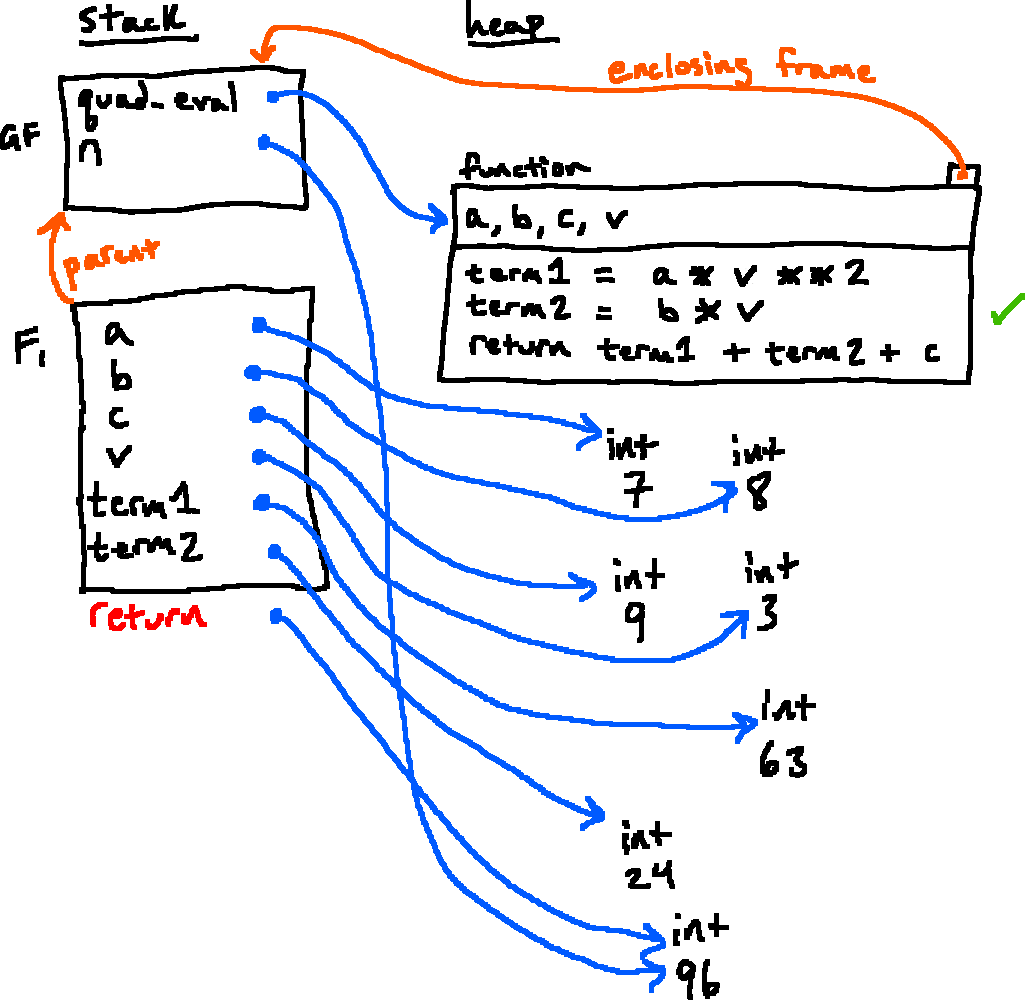 stack
heap
enclosing frame
GF
quad_eval
n
function
a, b, c, v
term1 = a * v ** 2
term2 = b * v
return term1 + term2 + c
parent
F1
a
b
c
v
term1
term2
return
int
7
int
8
int
9
int
3
int
63
int
24
int
96